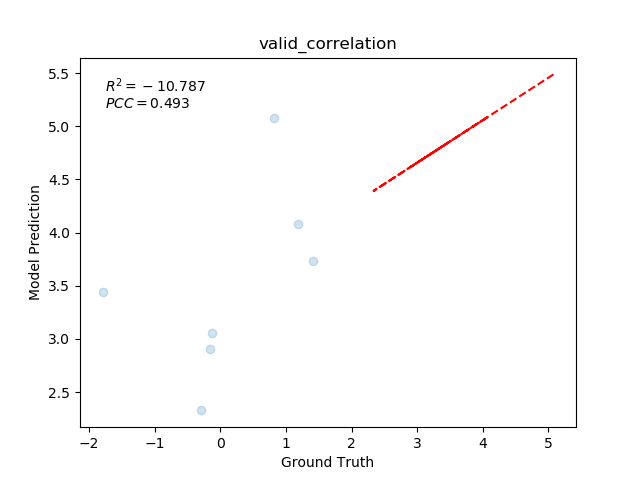 valid_correlation
R² = −10.787
PCC = 0.493
5.5
5.0
4.5
4.0
3.5
3.0
2.5
Model Prediction
−2 −1 0 1 2 3 4 5
Ground Truth